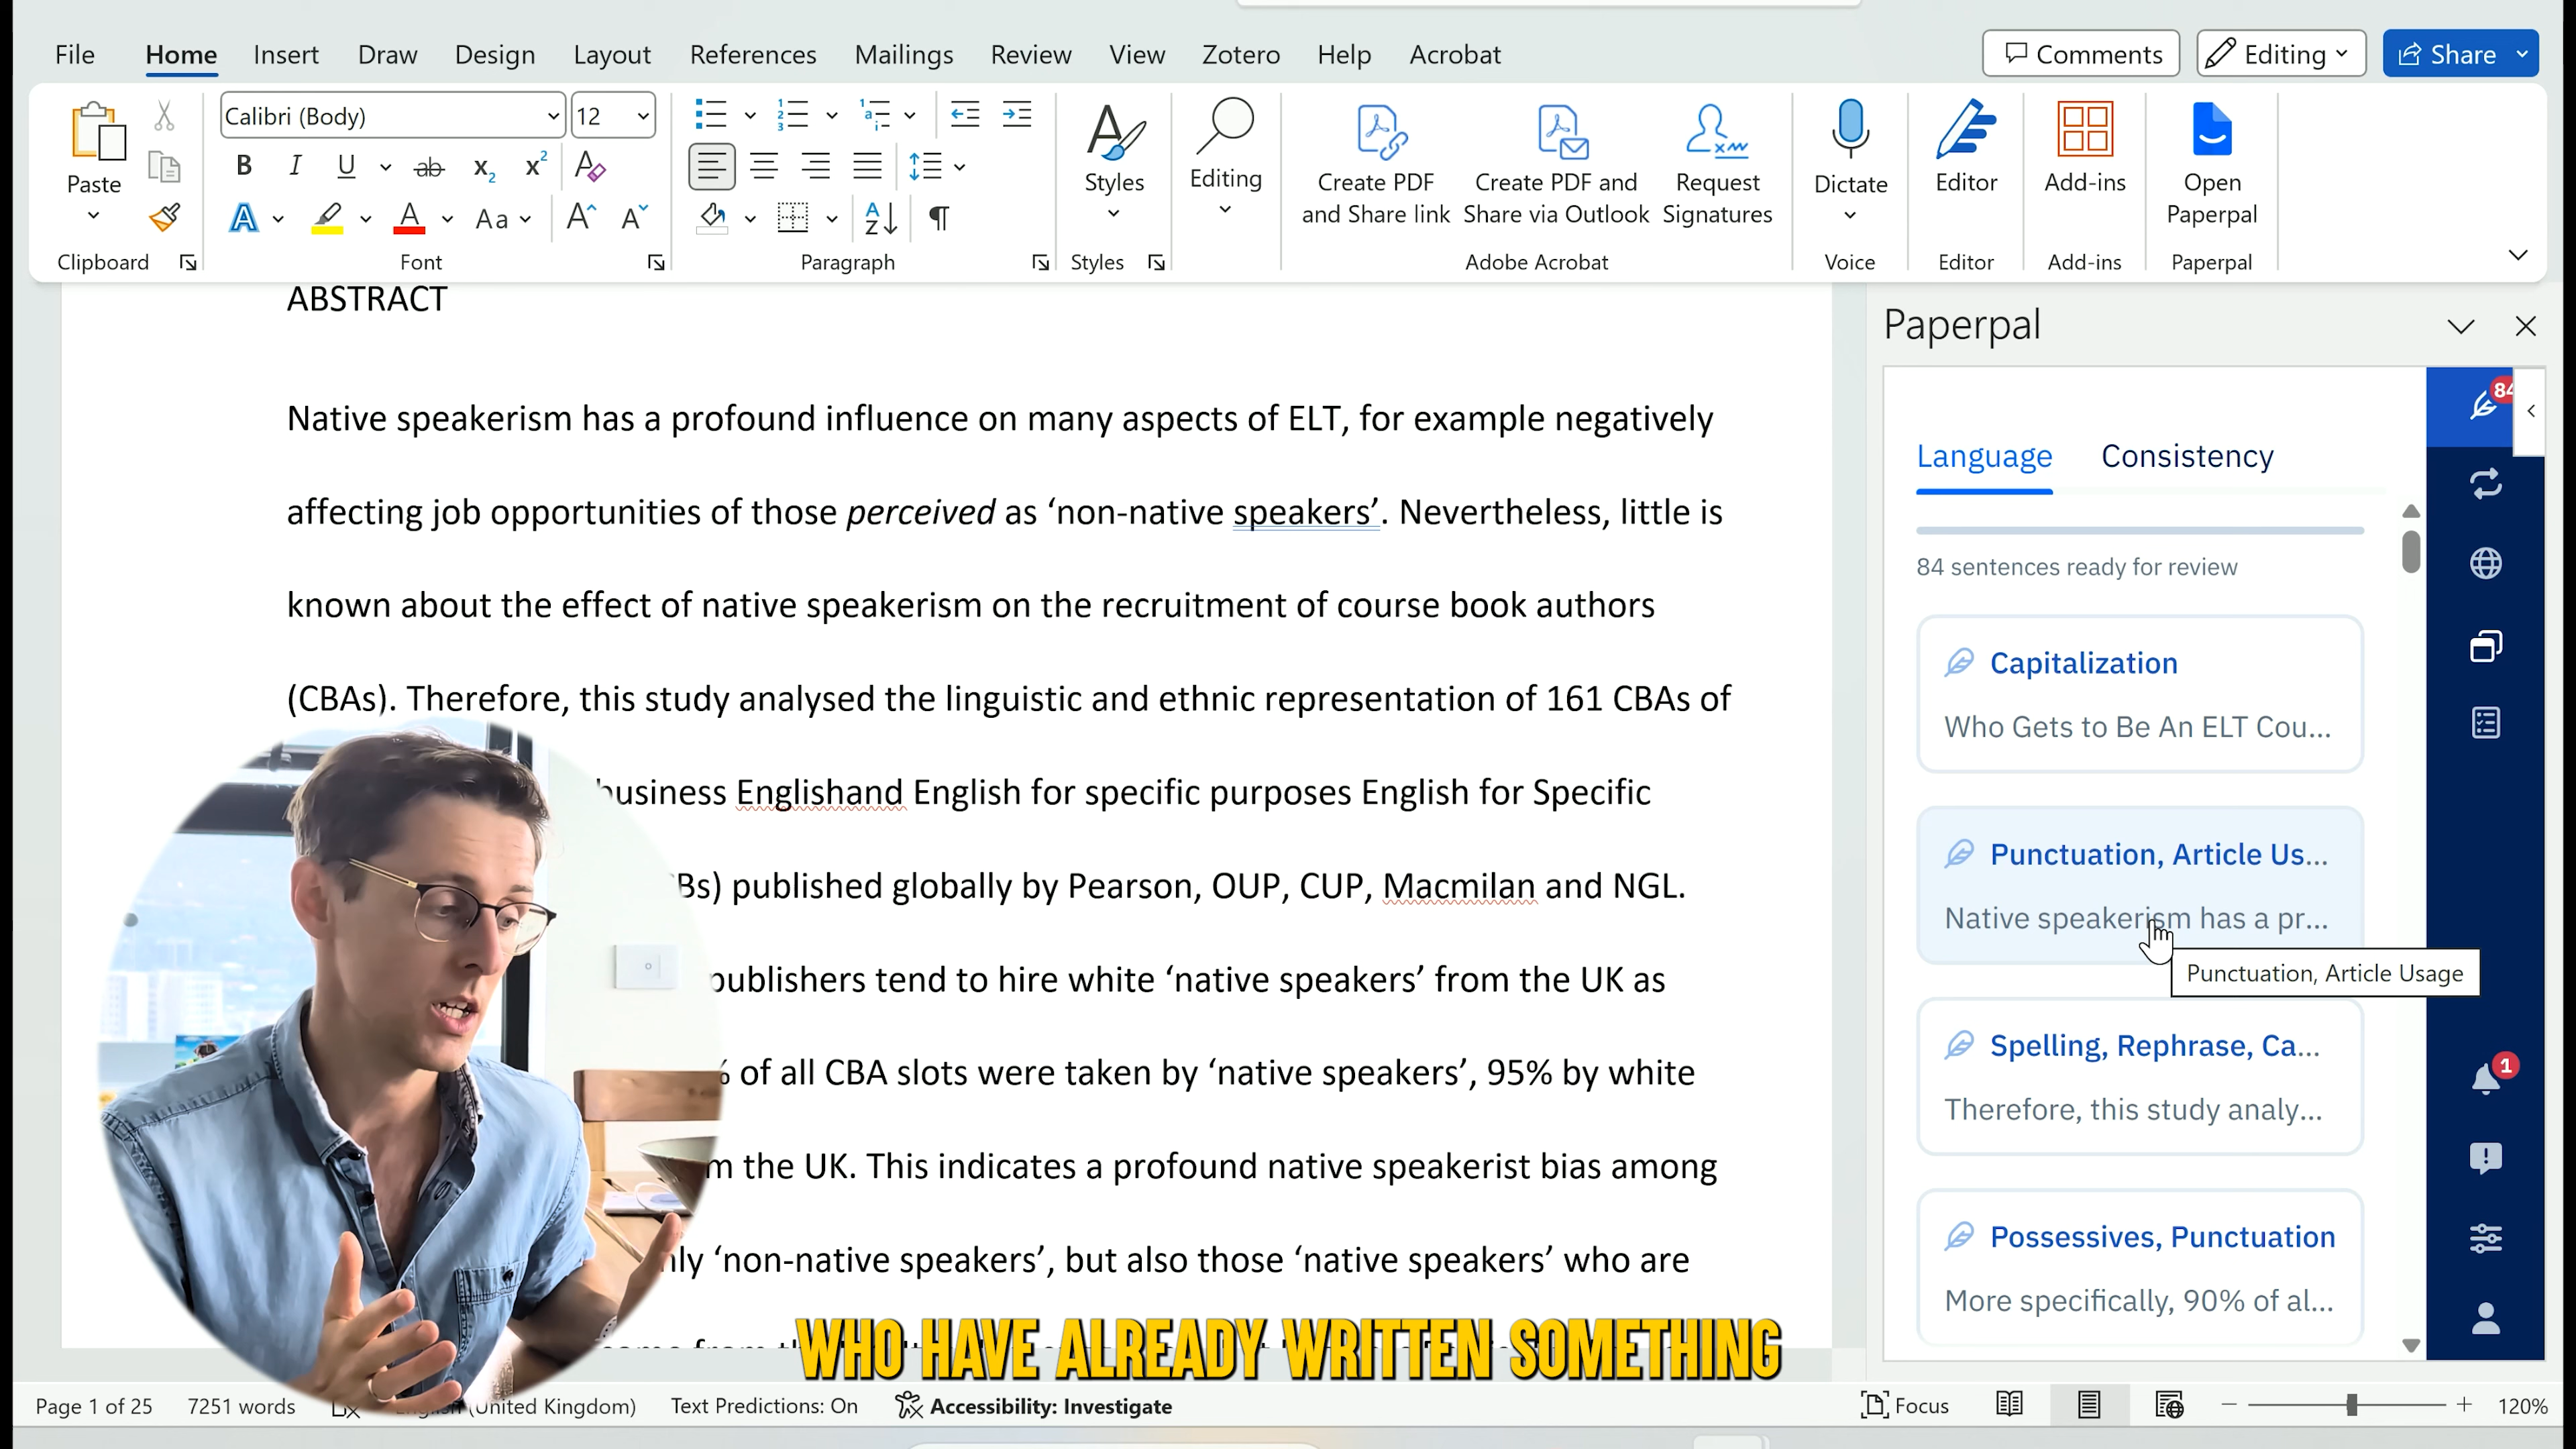 File Home Insert Draw Design Layout References Mailings Review View Zotero Help Acrobat Comments Editing Share
Calibri (Body) 12
Paste
Styles
Editing
Create PDF and Share link
Create PDF and Share via Outlook
Request Signatures
Dictate
Editor
Add-ins
Open Paperpal
Clipboard Font Paragraph Styles Adobe Acrobat Voice Editor Add-ins Paperpal
ABSTRACT
Native speakerism has a profound influence on many aspects of ELT, for example negatively
affecting job opportunities of those perceived as ‘non-native speakers’. Nevertheless, little is
known about the effect of native speakerism on the recruitment of course book authors
(CBAs). Therefore, this study analysed the linguistic and ethnic representation of 161 CBAs of
business Englishand English for specific purposes English for Specific
published globally by Pearson, OUP, CUP, Macmilan and NGL.
publishers tend to hire white ‘native speakers’ from the UK as
% of all CBA slots were taken by ‘native speakers’, 95% by white
the UK. This indicates a profound native speakerist bias among
‘non-native speakers’, but also those ‘native speakers’ who are
WHO HAVE ALREADY WRITTEN SOMETHING
Paperpal
84
Language Consistency
84 sentences ready for review
Capitalization
Who Gets to Be An ELT Cou...
Punctuation, Article Us...
Native speakerism has a pr...
Punctuation, Article Usage
Spelling, Rephrase, Ca...
Therefore, this study analy...
Possessives, Punctuation
More specifically, 90% of al...
1
Page 1 of 25 7251 words (United Kingdom) Text Predictions: On Accessibility: Investigate Focus 120%